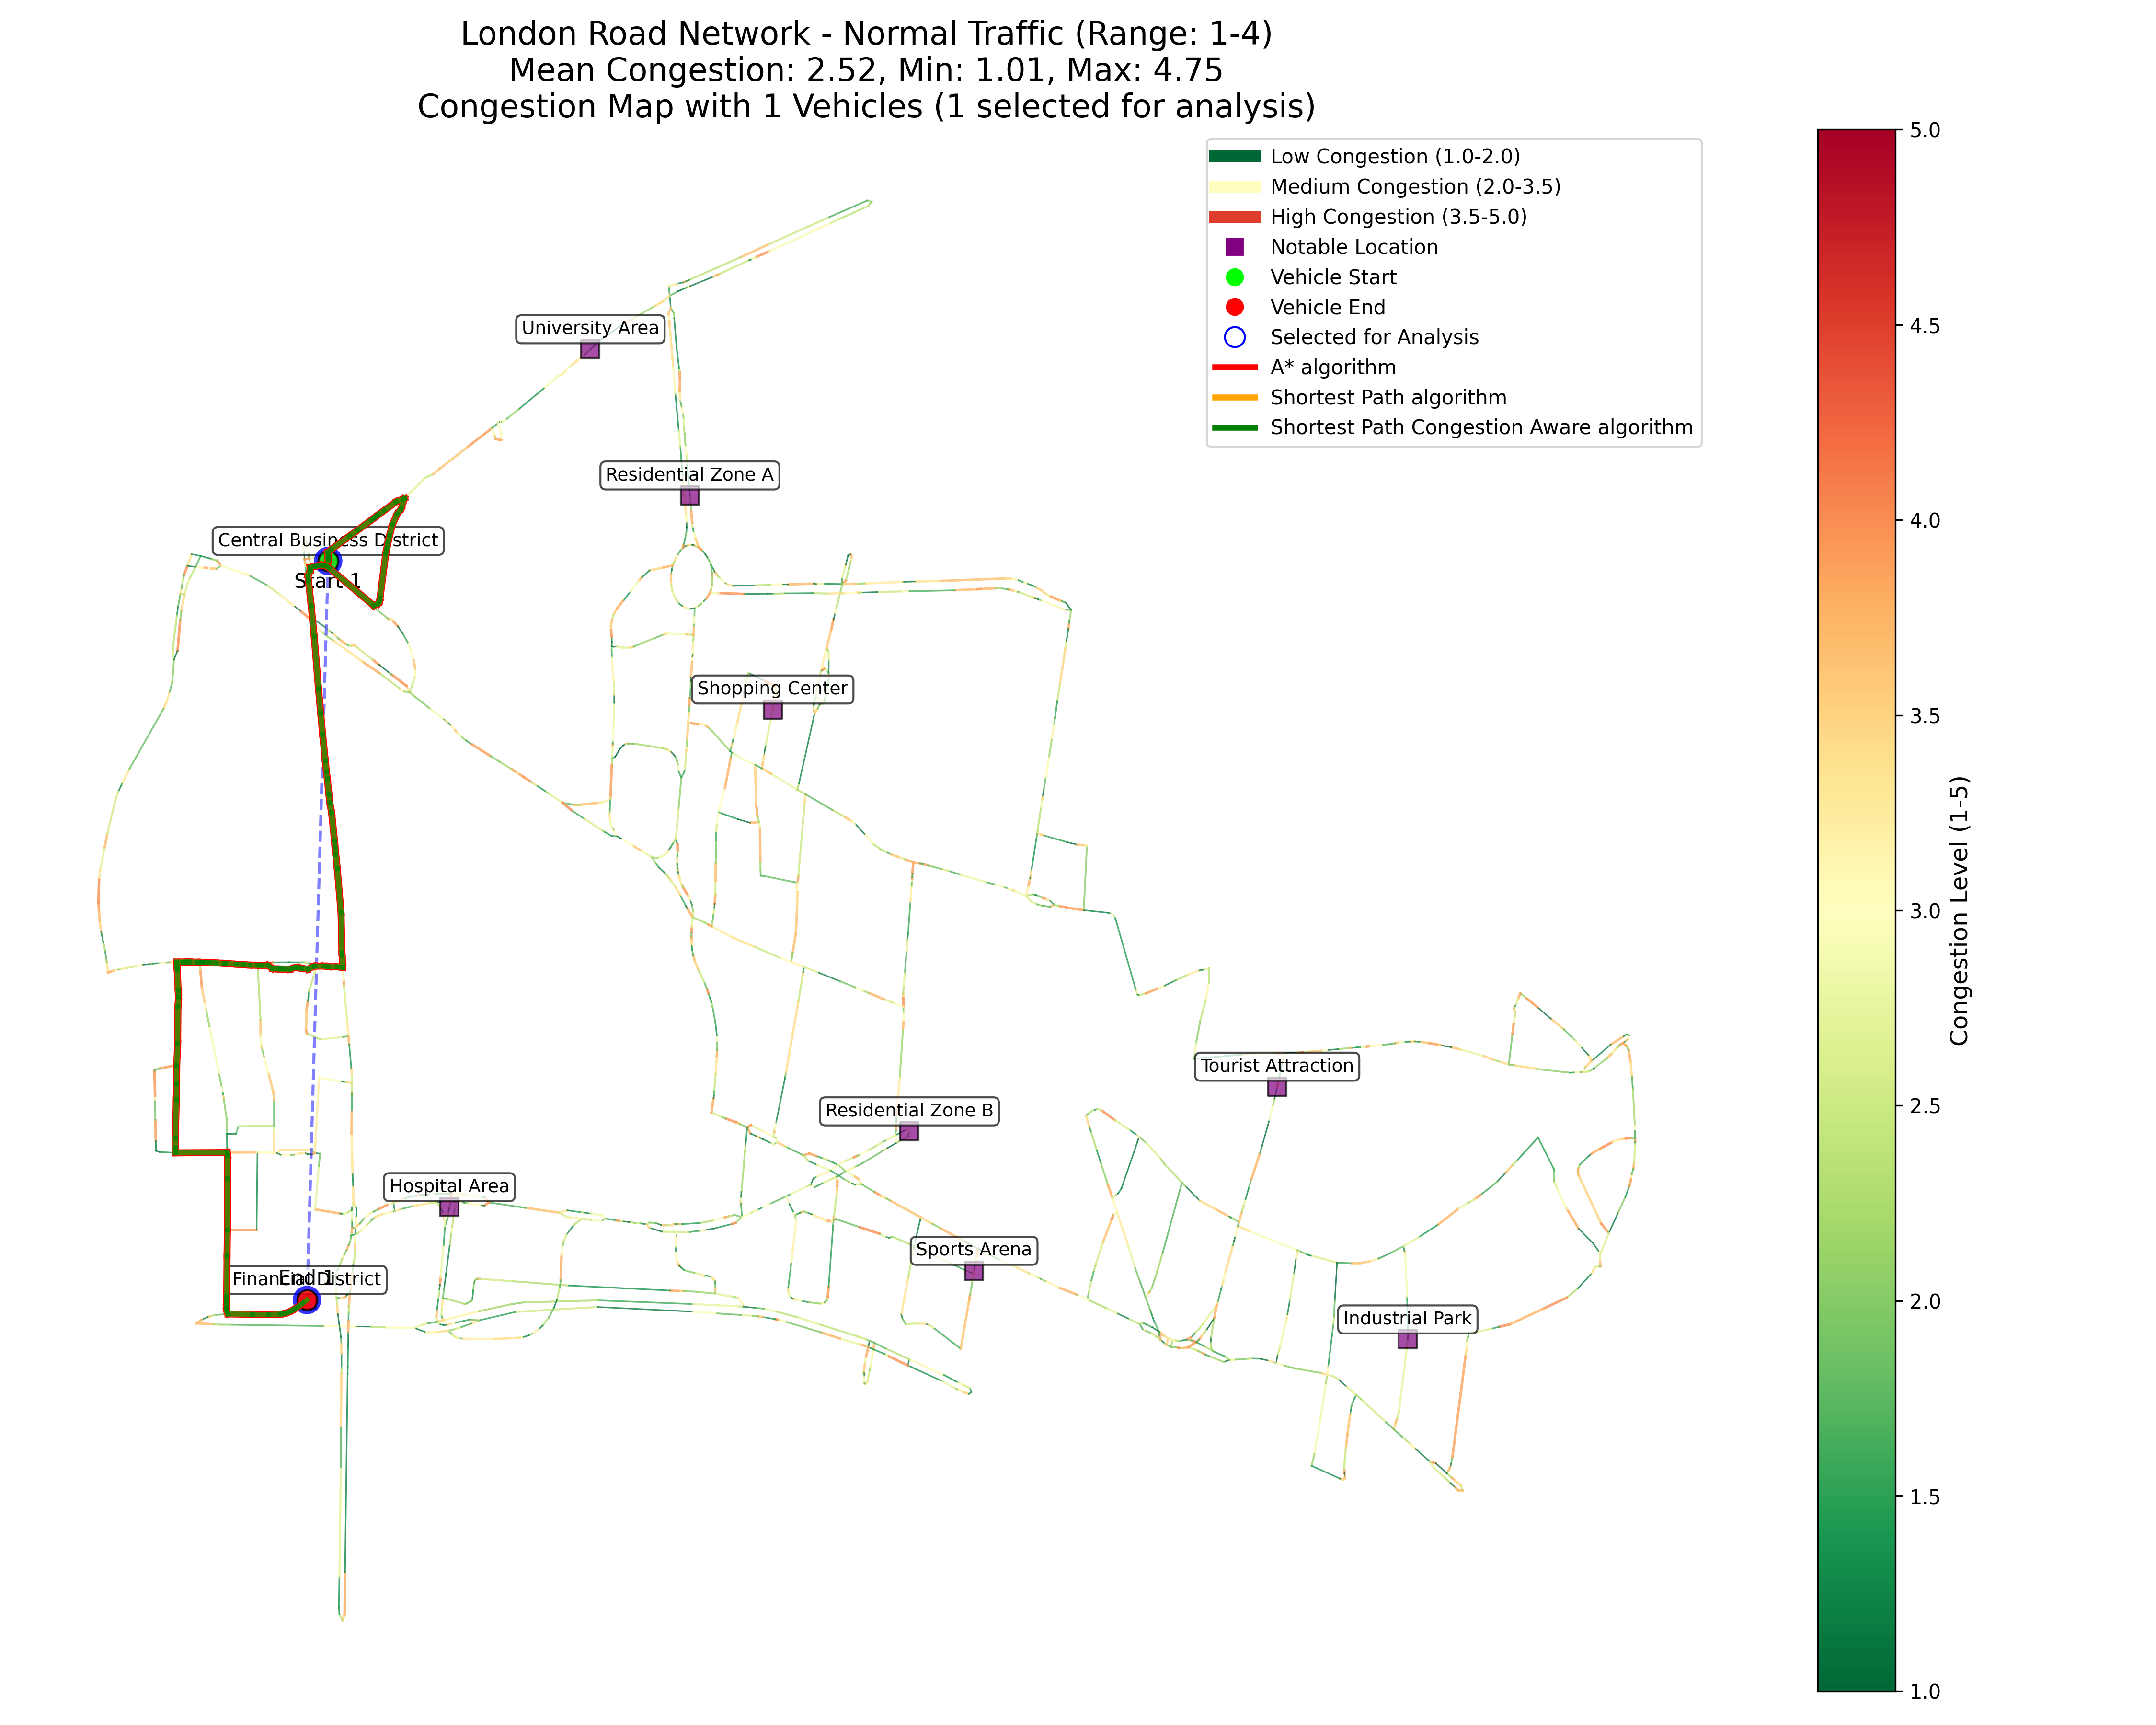 London Road Network - Normal Traffic (Range: 1-4)
Mean Congestion: 2.52, Min: 1.01, Max: 4.75
Congestion Map with 1 Vehicles (1 selected for analysis)
Low Congestion (1.0-2.0)
Medium Congestion (2.0-3.5)
High Congestion (3.5-5.0)
Notable Location
Vehicle Start
Vehicle End
Selected for Analysis
A* algorithm
Shortest Path algorithm
Shortest Path Congestion Aware algorithm
University Area
Residential Zone A
Central Business District
Start 1
Shopping Center
Tourist Attraction
Residential Zone B
Hospital Area
Sports Arena
Financial District
End 1
Industrial Park
5.0
4.5
4.0
3.5
3.0
2.5
2.0
1.5
1.0
Congestion Level (1-5)